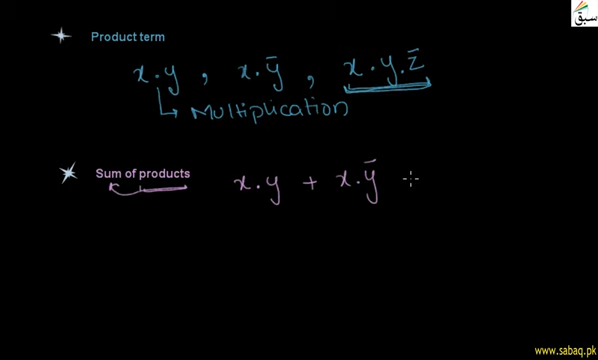 سبق
Product term
x.y , x.ȳ , x.y.z̄
Multiplication
Sum of products x.y + x.ȳ +
www.sabaq.pk